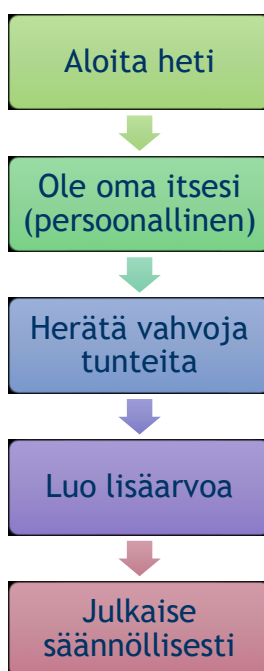 Aloita heti
Ole oma itsesi
(persoonallinen)
Herätä vahvoja
tunteita
Luo lisäarvoa
Julkaise
säännöllisesti